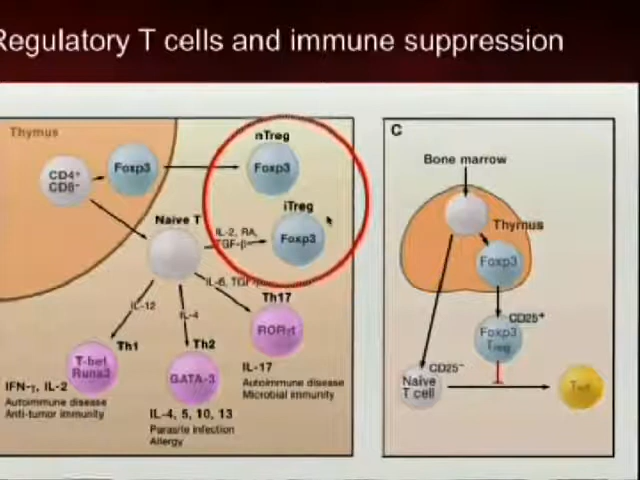 Regulatory T cells and immune suppression
Thymus
nTreg
Foxp3
Foxp3
CD4+
CD8-
iTreg
Foxp3
Naive T
IL-2, RA,
TGF-β
IL-6,
IL-12
IL-4
Th17
RORγt
Th1
T-bet
Runx3
Th2
GATA-3
IL-17
Autoimmune disease
Microbial immunity
IFN-γ, IL-2
Autoimmune disease
Anti-tumor immunity
IL-4, 5, 10, 13
Parasite infection
Allergy
C
Bone marrow
Thymus
Foxp3
CD25+
Foxp3
Treg
CD25-
Naive
T cell